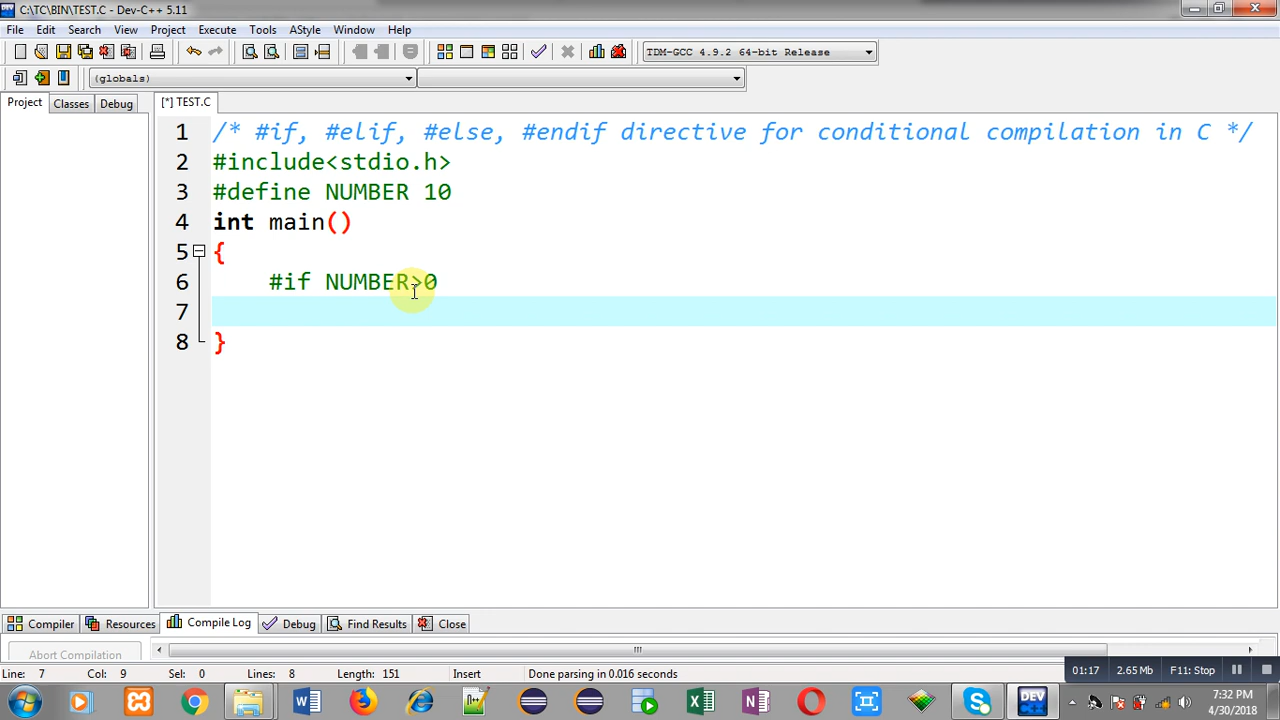 C:\TC\BIN\TEST.C - Dev-C++ 5.11
File Edit Search View Project Execute Tools AStyle Window Help
TDM-GCC 4.9.2 64-bit Release
(globals)
Project Classes Debug [*] TEST.C
1 /* #if, #elif, #else, #endif directive for conditional compilation in C */
2 #include<stdio.h>
3 #define NUMBER 10
4 int main()
5 {
6 #if NUMBER>0
7
8 }
Compiler Resources Compile Log Debug Find Results Close
Abort Compilation
Line: 7 Col: 9 Sel: 0 Lines: 8 Length: 151 Insert Done parsing in 0.016 seconds
01:17 2.65 Mb F11: Stop
DEV
7:32 PM
4/30/2018